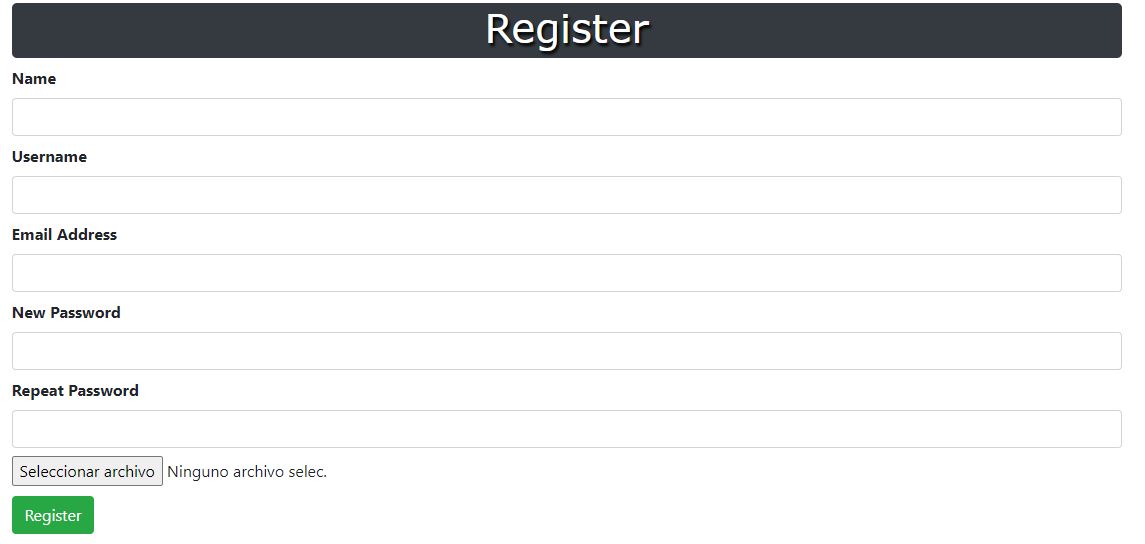 Register
Name
Username
Email Address
New Password
Repeat Password
Seleccionar archivo Ninguno archivo selec.
Register